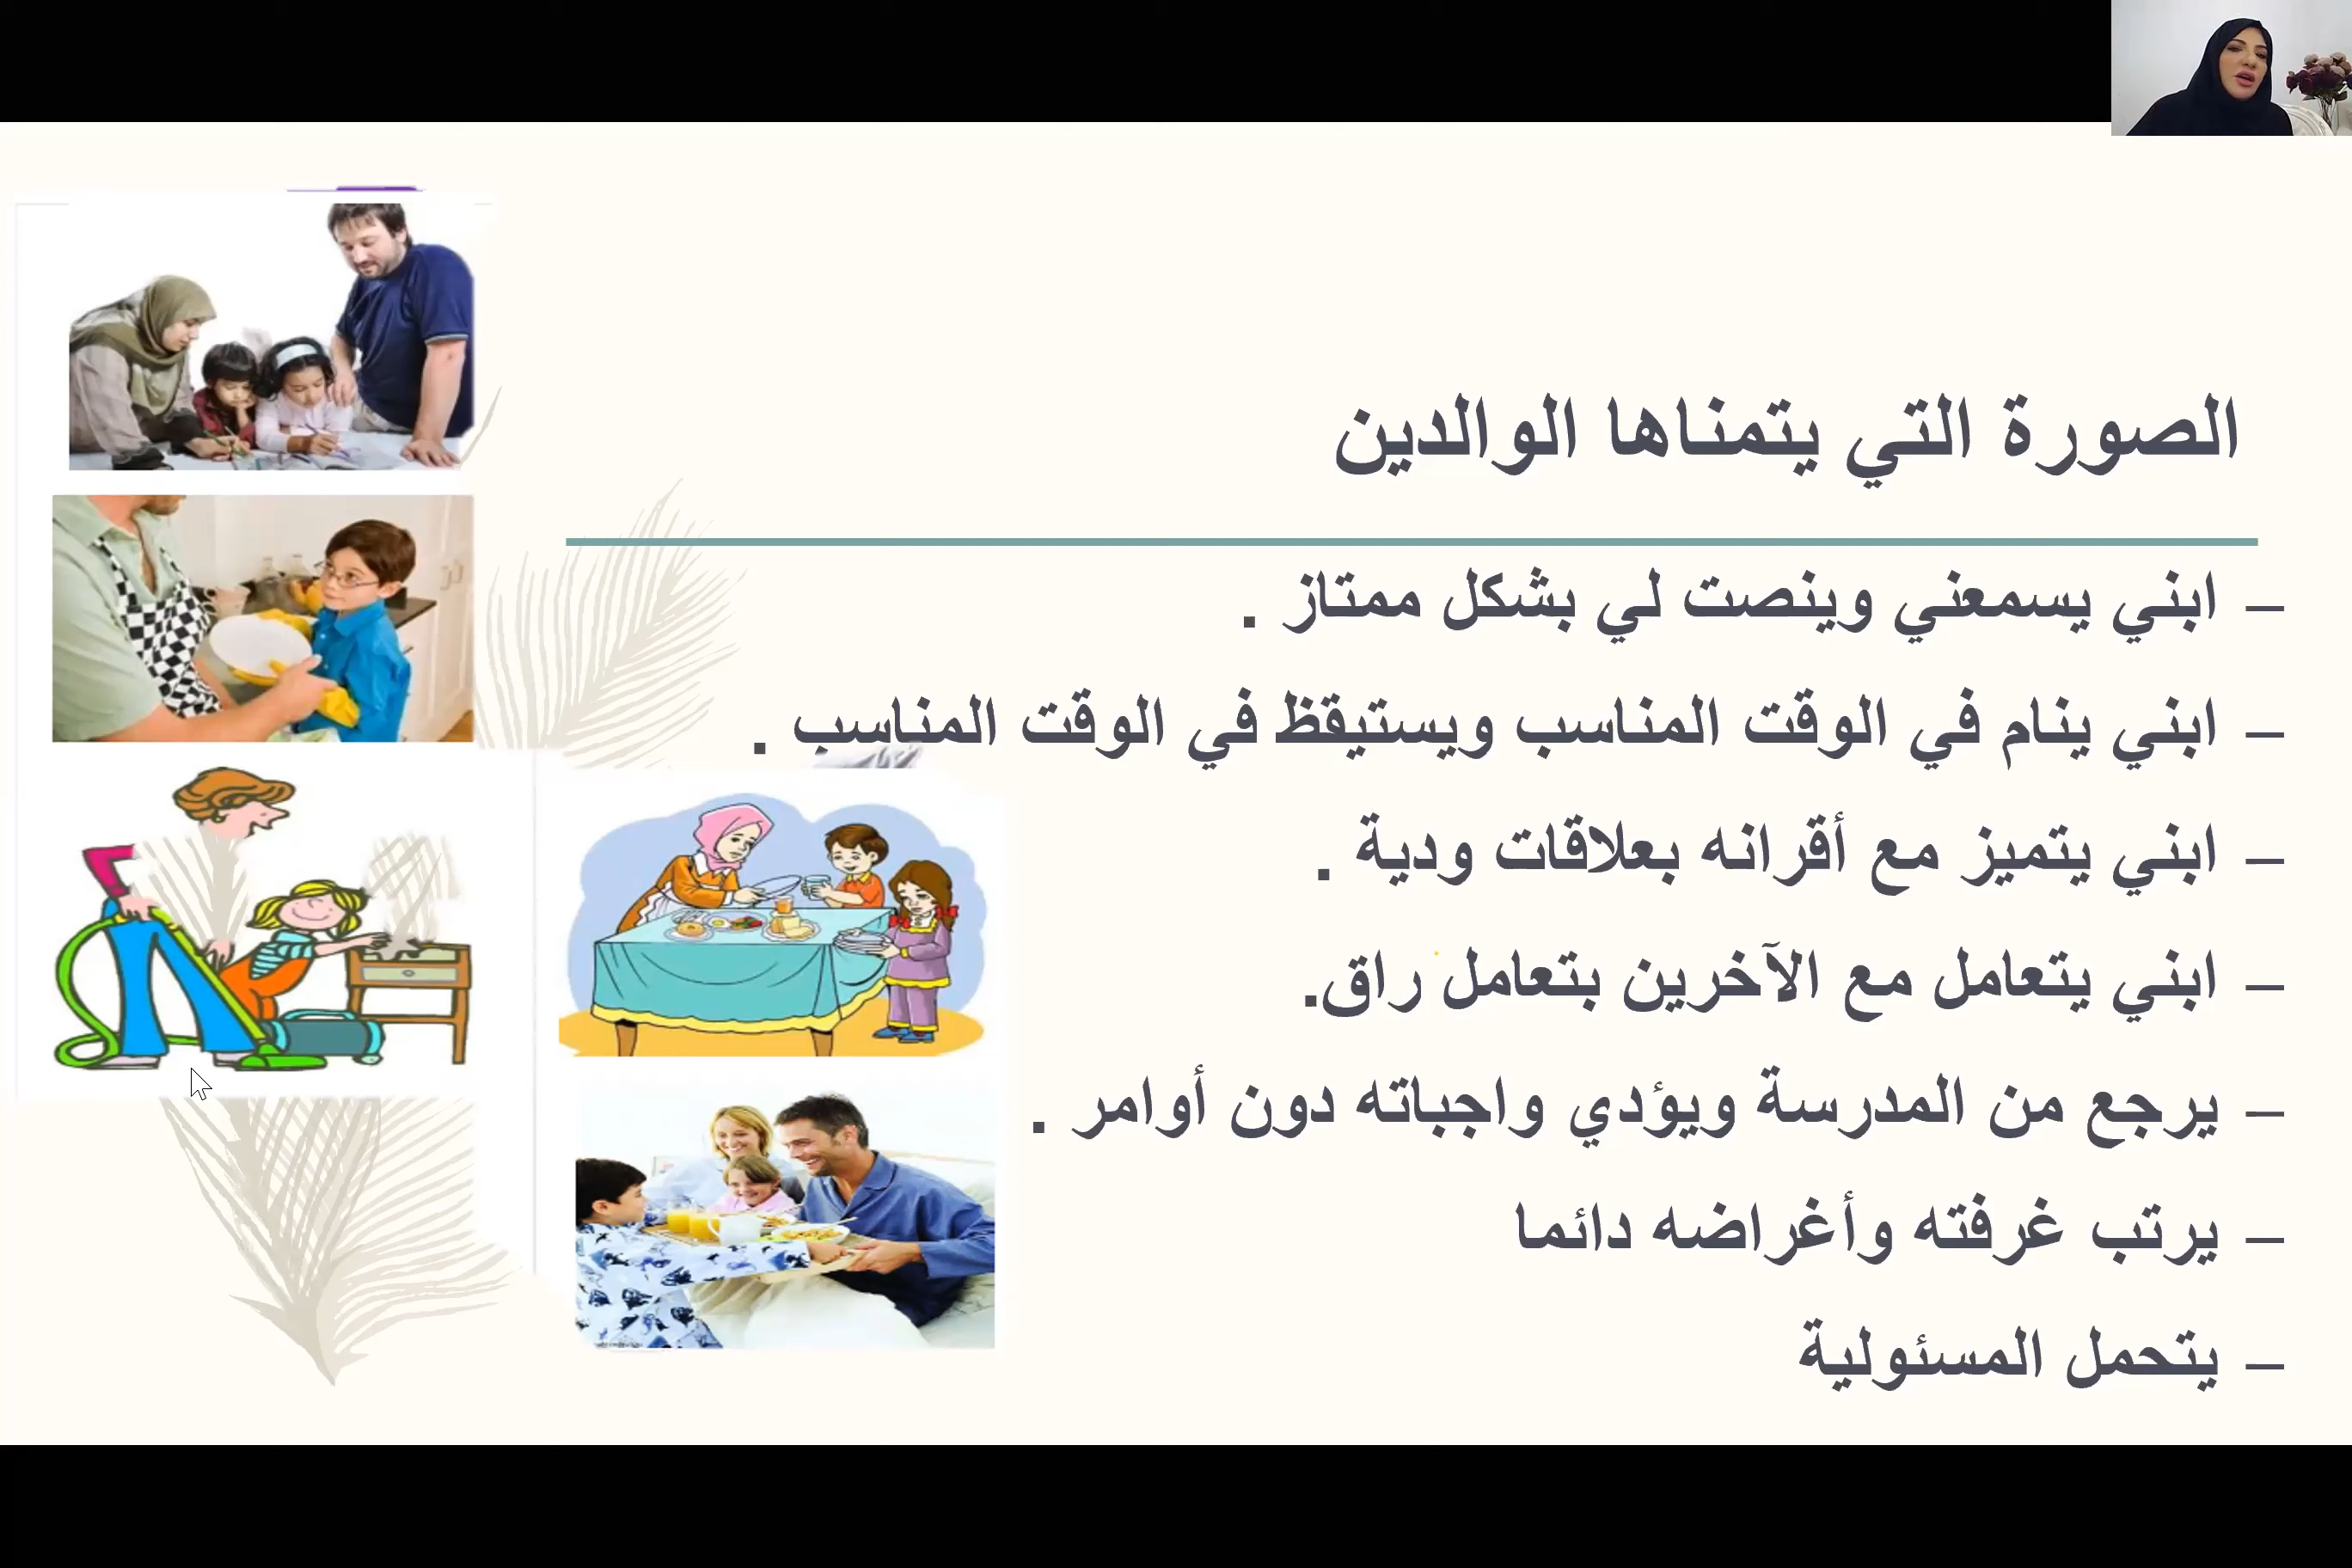 الصورة التي يتمناها الوالدين
– ابني يسمعني وينصت لي بشكل ممتاز .
– ابني ينام في الوقت المناسب ويستيقظ في الوقت المناسب .
– ابني يتميز مع أقرانه بعلاقات ودية .
– ابني يتعامل مع الآخرين بتعامل راق.
– يرجع من المدرسة ويؤدي واجباته دون أوامر .
– يرتب غرفته وأغراضه دائما
– يتحمل المسئولية